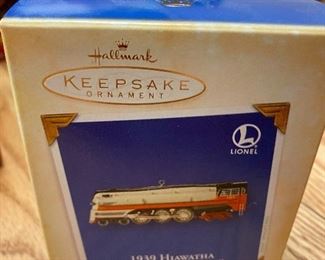 Hallmark
KEEPSAKE
ORNAMENT
L
LIONEL
1939 HIAWATHA